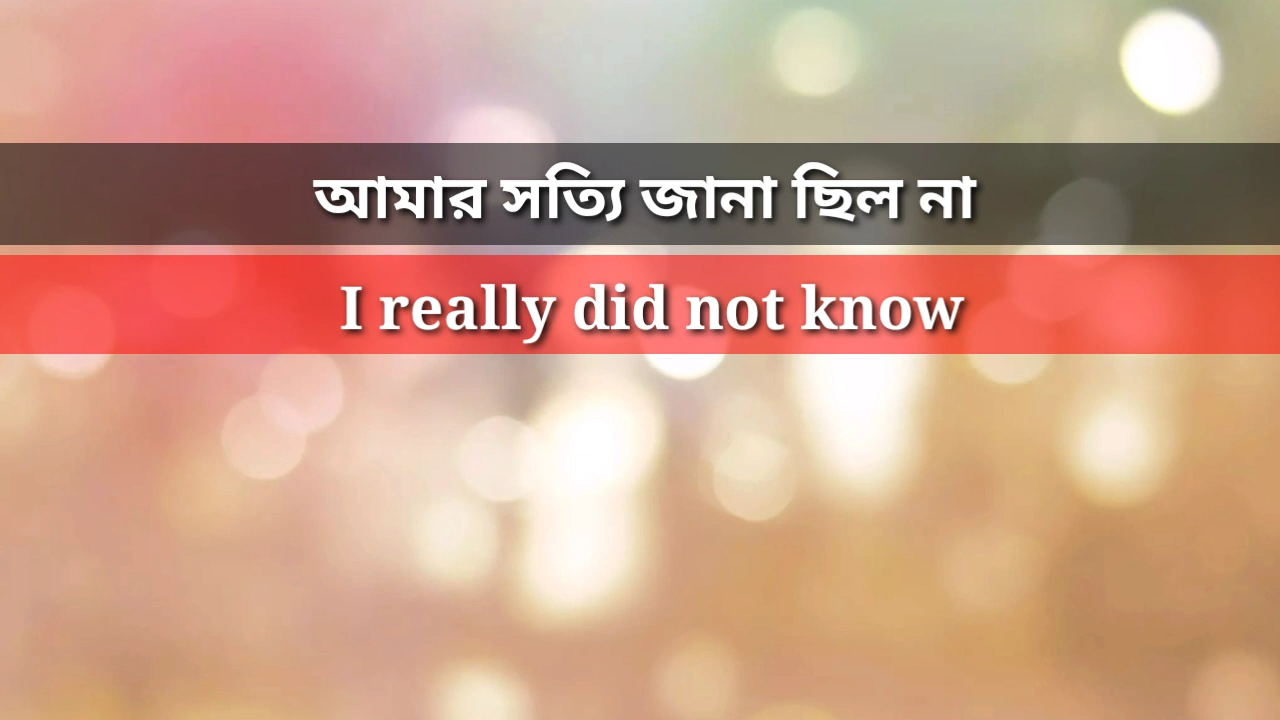 আমার সত্যি জানা ছিল না
I really did not know